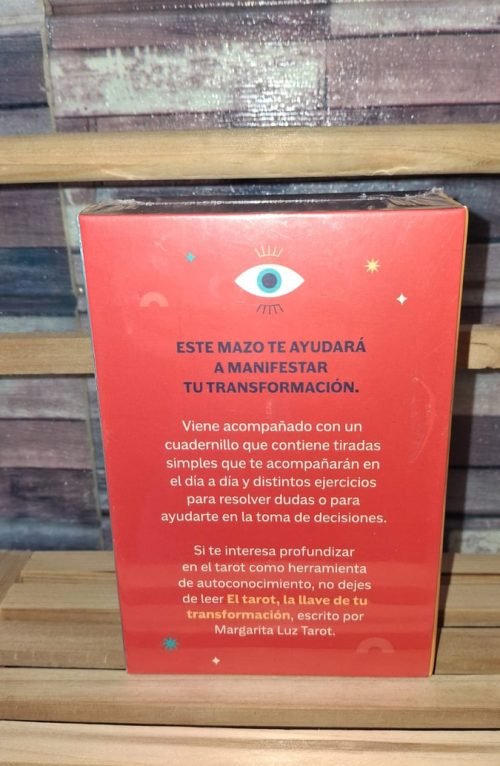 ESTE MAZO TE AYUDARÁ
A MANIFESTAR
TU TRANSFORMACIÓN.
Viene acompañado con un
cuadernillo que contiene tiradas
simples que te acompañarán en
el día a día y distintos ejercicios
para resolver dudas o para
ayudarte en la toma de decisiones.
Si te interesa profundizar
en el tarot como herramienta
de autoconocimiento, no dejes
de leer El tarot, la llave de tu
transformación, escrito por
Margarita Luz Tarot.